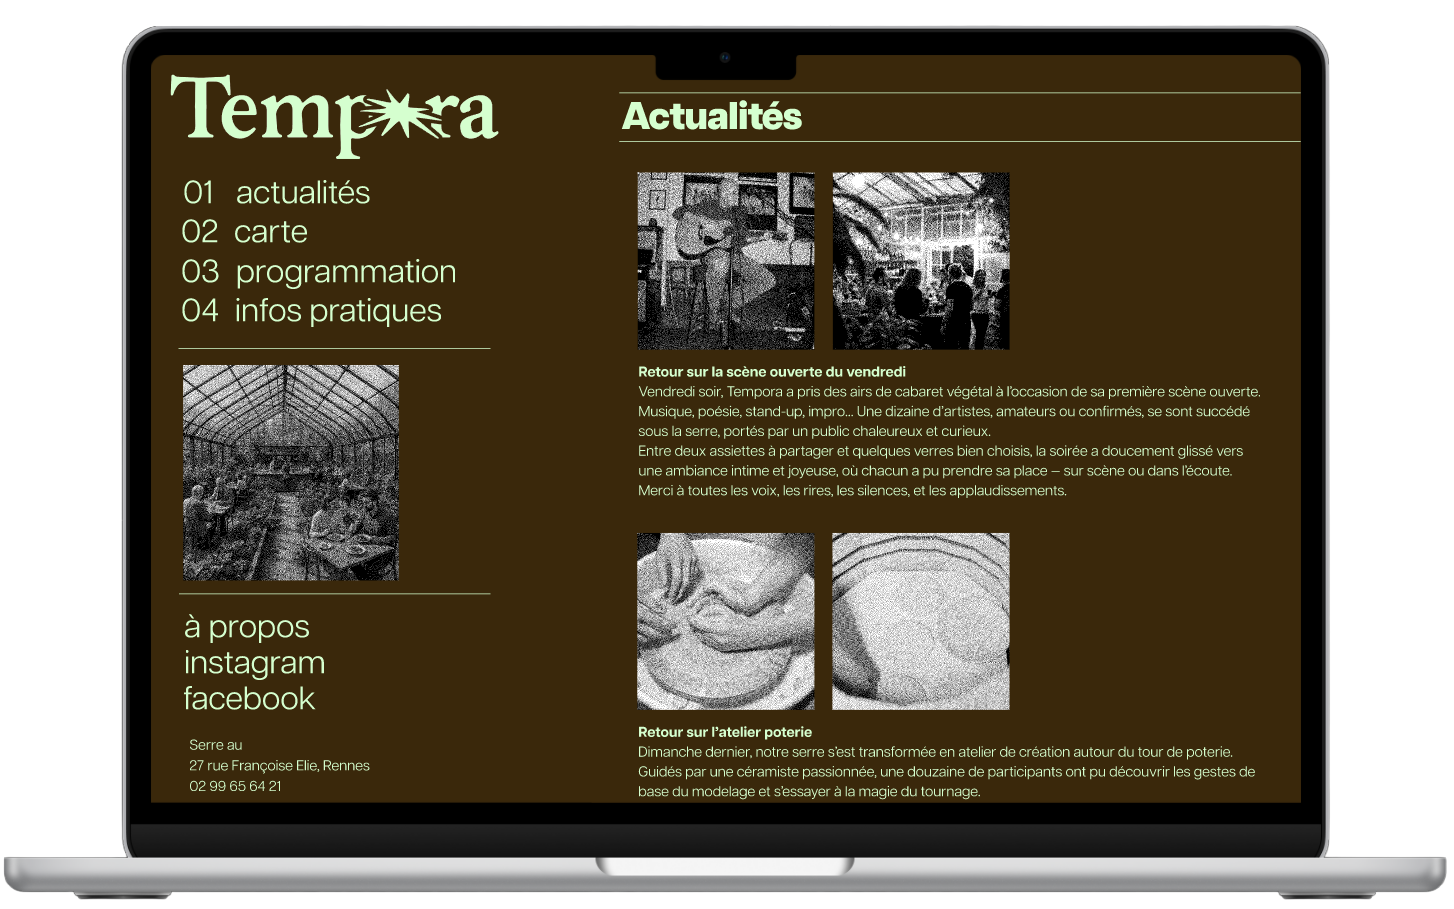 Tempora
01 actualités
02 carte
03 programmation
04 infos pratiques
à propos
instagram
facebook
Serre au
27 rue Françoise Elie, Rennes
02 99 65 64 21
Actualités
Retour sur la scène ouverte du vendredi
Vendredi soir, Tempora a pris des airs de cabaret végétal à l’occasion de sa première scène ouverte.
Musique, poésie, stand-up, impro... Une dizaine d’artistes, amateurs ou confirmés, se sont succédé
sous la serre, portés par un public chaleureux et curieux.
Entre deux assiettes à partager et quelques verres bien choisis, la soirée a doucement glissé vers
une ambiance intime et joyeuse, où chacun a pu prendre sa place – sur scène ou dans l’écoute.
Merci à toutes les voix, les rires, les silences, et les applaudissements.
Retour sur l’atelier poterie
Dimanche dernier, notre serre s’est transformée en atelier de création autour du tour de poterie.
Guidés par une céramiste passionnée, une douzaine de participants ont pu découvrir les gestes de
base du modelage et s’essayer à la magie du tournage.